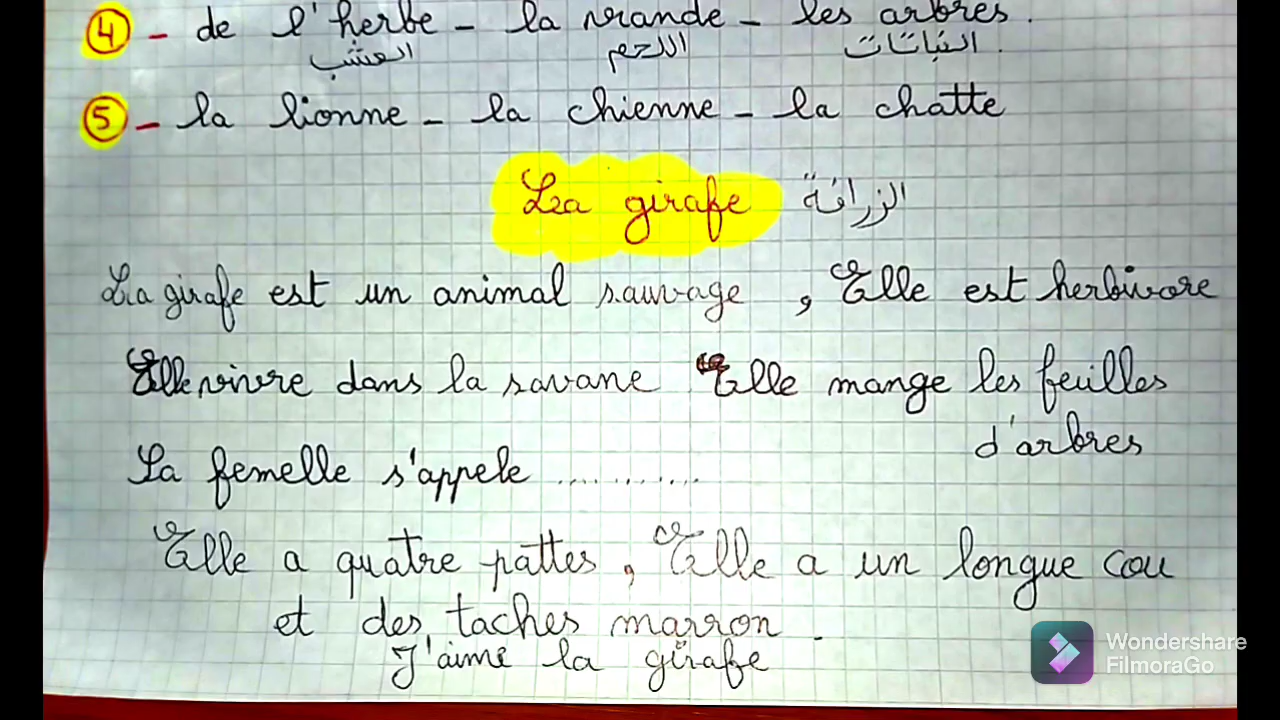 4 - de l'herbe - la viande - les arbres.
العشب اللحم النباتات.
5 - la lionne - la chienne - la chatte
La girafe الزرافة
La girafe est un animal sauvage , Elle est herbivore
Elle vivre dans la savane Elle mange les feuilles
d'arbres
La femelle s'appele ...........
Elle a quatre pattes , Elle a un longue cou
et des taches marron .
J'aime la girafe
Wondershare
FilmoraGo